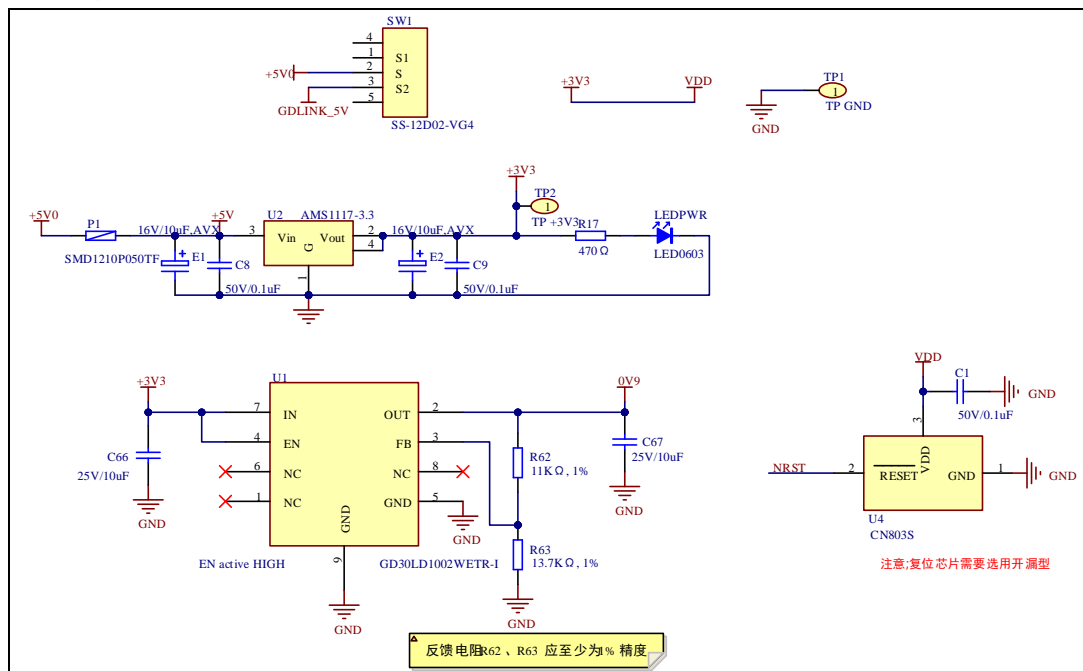 SW1
4
1 S1
+5V0 2 S
3 S2
GDLINK_5V 5
SS-12D02-VG4
+3V3 VDD
TP1
1
TP GND
GND
+3V3
TP2
1
TP +3V3
+5V0 P1 +5V U2 AMS1117-3.3 R17 LEDPWR
16V/10uF,AVX 3 Vin Vout 2 16V/10uF,AVX
G 4
SMD1210P050TF E1 C8 1 E2 C9 470Ω LED0603
50V/0.1uF 50V/0.1uF
+3V3 U1 0V9
7 IN OUT 2
4 EN FB 3
C66 6 NC NC 8 R62 C67
25V/10uF 1 NC GND 5 11KΩ, 1% 25V/10uF
GND GND GND GND
9 R63
EN active HIGH GD30LD1002WETR-I 13.7KΩ, 1%
GND GND
VDD
C1
GND
50V/0.1uF
3
NRST 2 RESET VDD GND 1 GND
U4
CN803S
注意;复位芯片需要选用开漏型
反馈电阻R62 、R63 应至少为1% 精度